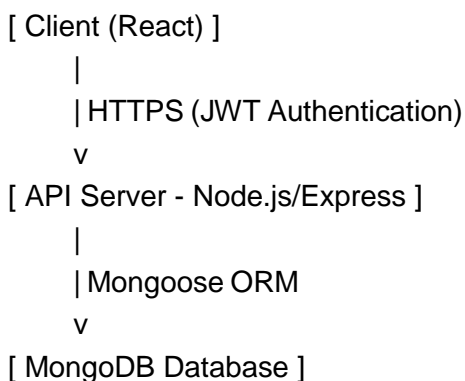 [ Client (React) ]
|
| HTTPS (JWT Authentication)
v
[ API Server - Node.js/Express ]
|
| Mongoose ORM
v
[ MongoDB Database ]